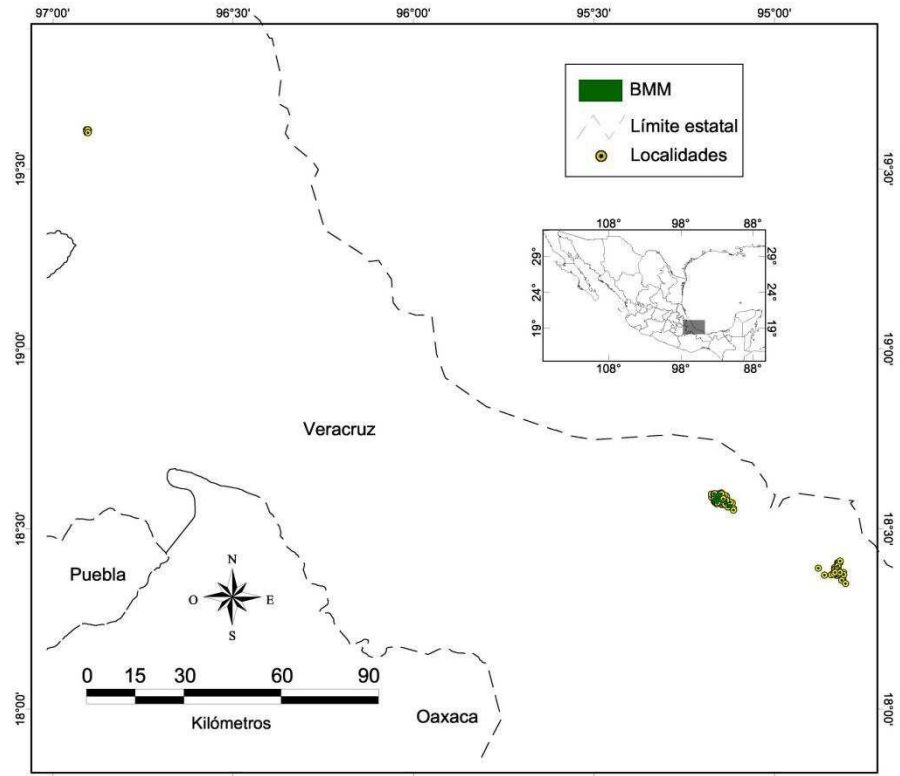 97°00' 96°30' 96°00' 95°30' 95°00'
BMM
Límite estatal
Localidades
19°30' 19°30'
108° 98° 88°
29° 29°
24° 24°
19° 19°
108° 98° 88°
19°00' 19°00'
Veracruz
18°30' 18°30'
Puebla
N
O E
S
0 15 30 60 90
Kilómetros
Oaxaca
18°00' 18°00'